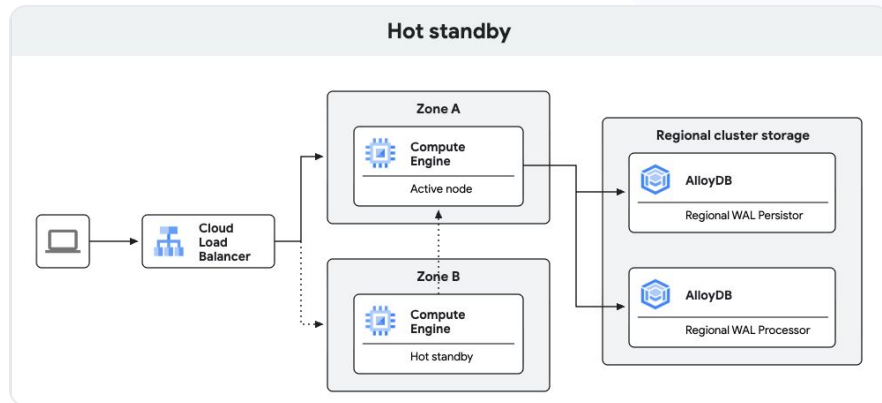 Hot standby
Zone A
Compute
Engine
Active node
Cloud
Load
Balancer
Zone B
Compute
Engine
Hot standby
Regional cluster storage
AlloyDB
Regional WAL Persistor
AlloyDB
Regional WAL Processor